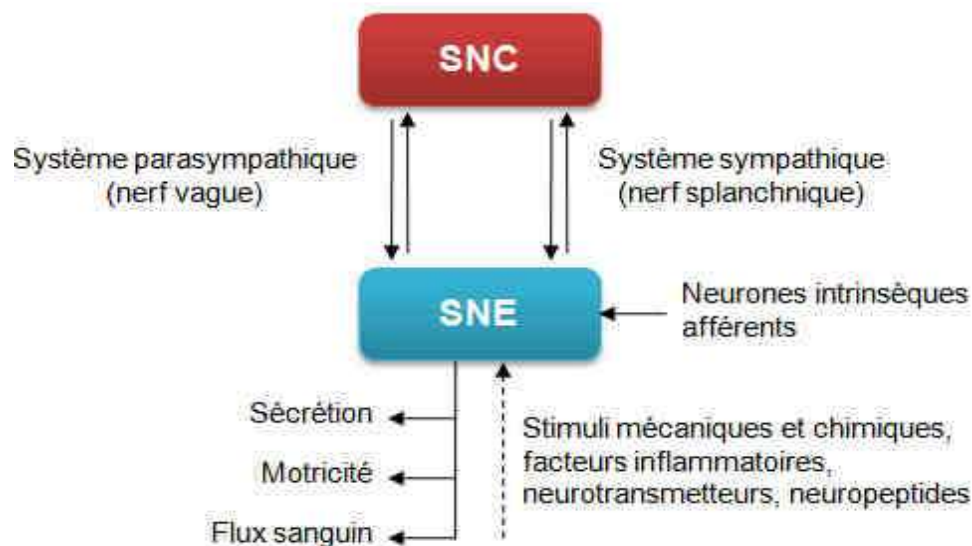 SNC
Système parasympathique
(nerf vague)
Système sympathique
(nerf splanchnique)
SNE
Neurones intrinsèques
afférents
Sécrétion
Motricité
Flux sanguin
Stimuli mécaniques et chimiques,
facteurs inflammatoires,
neurotransmetteurs, neuropeptides